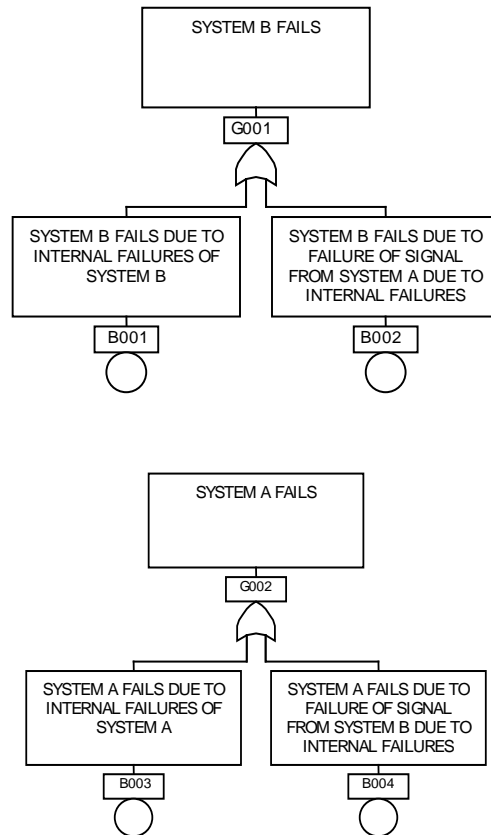 SYSTEM B FAILS
G001
SYSTEM B FAILS DUE TO
INTERNAL FAILURES OF
SYSTEM B
B001
SYSTEM B FAILS DUE TO
FAILURE OF SIGNAL
FROM SYSTEM A DUE TO
INTERNAL FAILURES
B002
SYSTEM A FAILS
G002
SYSTEM A FAILS DUE TO
INTERNAL FAILURES OF
SYSTEM A
B003
SYSTEM A FAILS DUE TO
FAILURE OF SIGNAL
FROM SYSTEM B DUE TO
INTERNAL FAILURES
B004